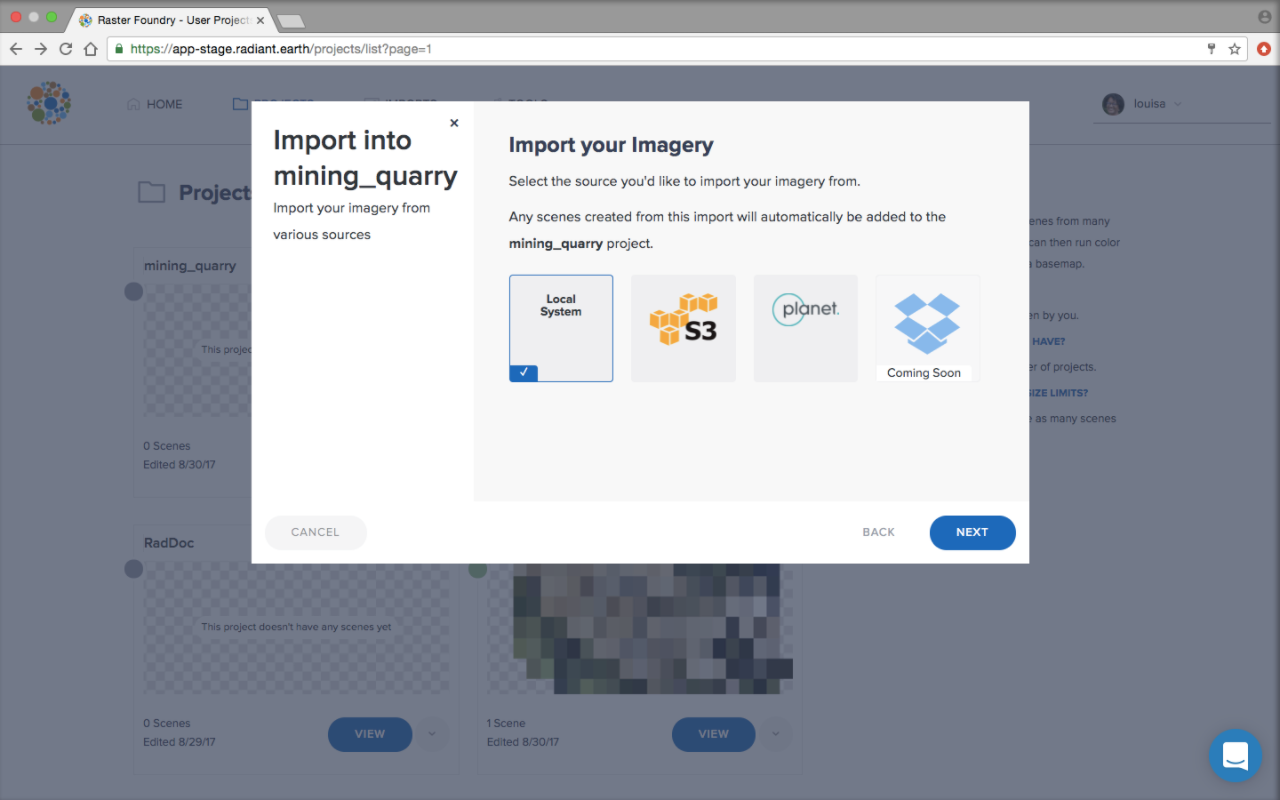 Raster Foundry - User Project
https://app-stage.radiant.earth/projects/list?page=1
HOME
louisa
Import into
mining_quarry
Import your imagery from
various sources
Import your Imagery
Select the source you'd like to import your imagery from.
Any scenes created from this import will automatically be added to the
mining_quarry project.
Local
System
S3
planet.
Coming Soon
CANCEL
BACK
NEXT
Projects
enes from many
can then run color
a basemap.
en by you.
HAVE?
er of projects.
SIZE LIMITS?
as many scenes
mining_quarry
This projec
0 Scenes
Edited 8/30/17
RadDoc
This project doesn't have any scenes yet
0 Scenes
Edited 8/29/17
VIEW
1 Scene
Edited 8/30/17
VIEW